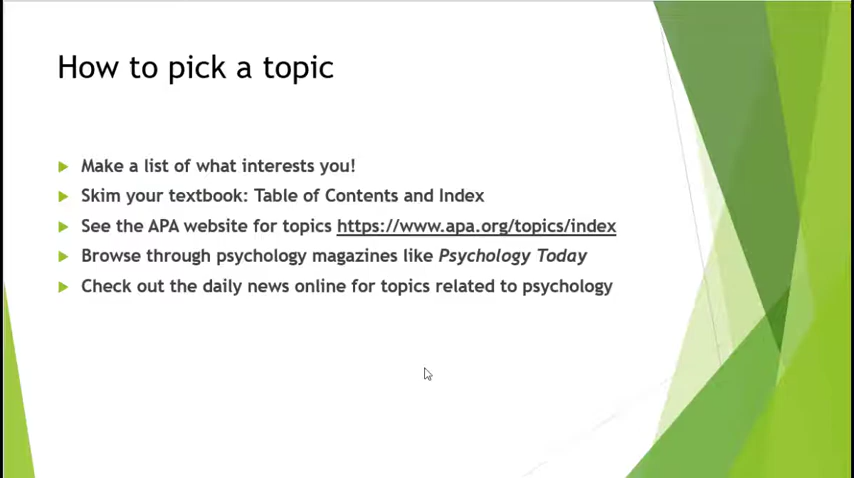 How to pick a topic
Make a list of what interests you!
Skim your textbook: Table of Contents and Index
See the APA website for topics https://www.apa.org/topics/index
Browse through psychology magazines like Psychology Today
Check out the daily news online for topics related to psychology